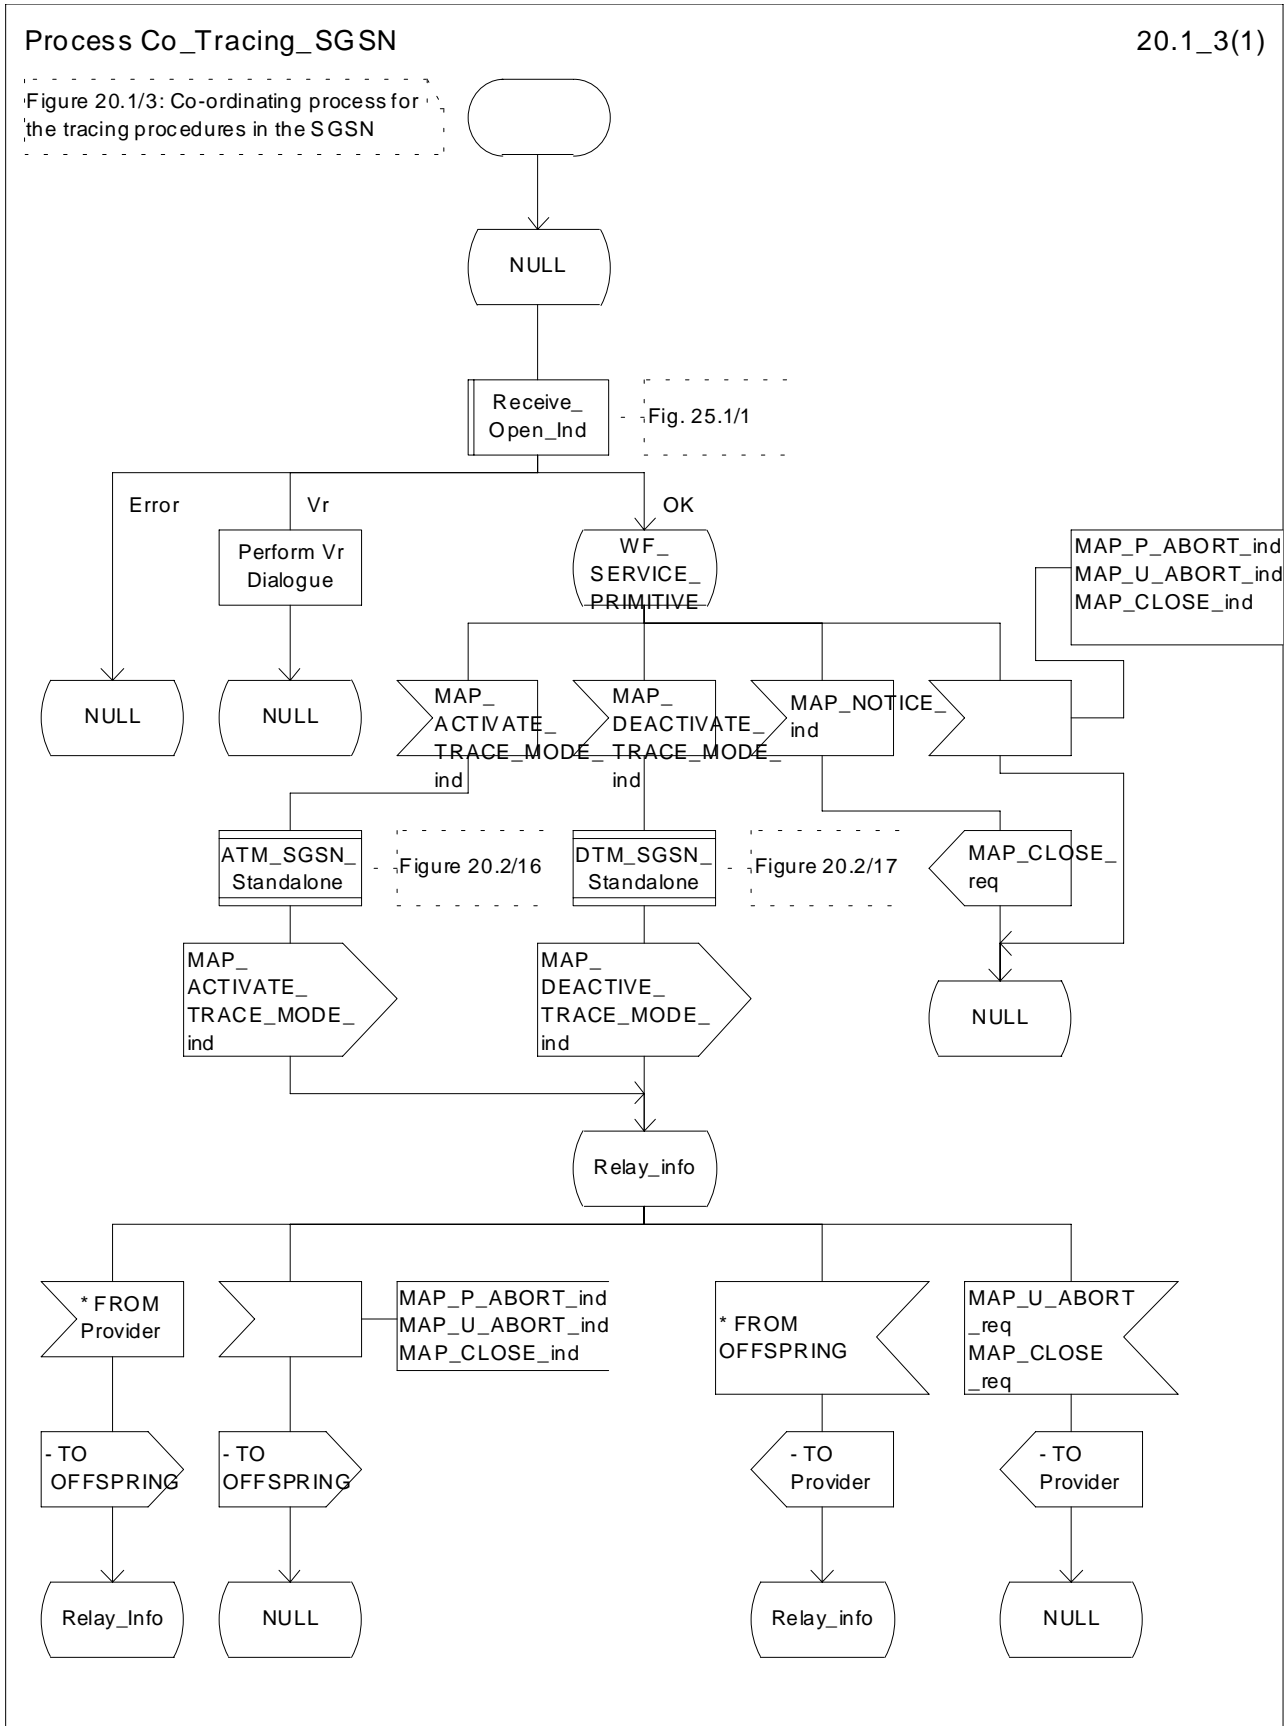 Process Co_Tracing_SGSN
20.1_3(1)
Figure 20.1/3: Co-ordinating process for
the tracing procedures in the SGSN
NULL
Receive_
Open_Ind
Fig. 25.1/1
Error
Vr
OK
Perform Vr
Dialogue
WF_
SERVICE_
PRIMITIVE
MAP_P_ABORT_ind
MAP_U_ABORT_ind
MAP_CLOSE_ind
NULL
NULL
MAP_
ACTIVATE_
TRACE_MODE_
ind
MAP_
DEACTIVATE_
TRACE_MODE_
ind
MAP_NOTICE_
ind
ATM_SGSN_
Standalone
Figure 20.2/16
DTM_SGSN_
Standalone
Figure 20.2/17
MAP_CLOSE_
req
MAP_
ACTIVATE_
TRACE_MODE_
ind
MAP_
DEACTIVE_
TRACE_MODE_
ind
NULL
Relay_info
* FROM
Provider
MAP_P_ABORT_ind
MAP_U_ABORT_ind
MAP_CLOSE_ind
* FROM
OFFSPRING
MAP_U_ABORT
_req
MAP_CLOSE
_req
- TO
OFFSPRING
- TO
OFFSPRING
- TO
Provider
- TO
Provider
Relay_Info
NULL
Relay_info
NULL